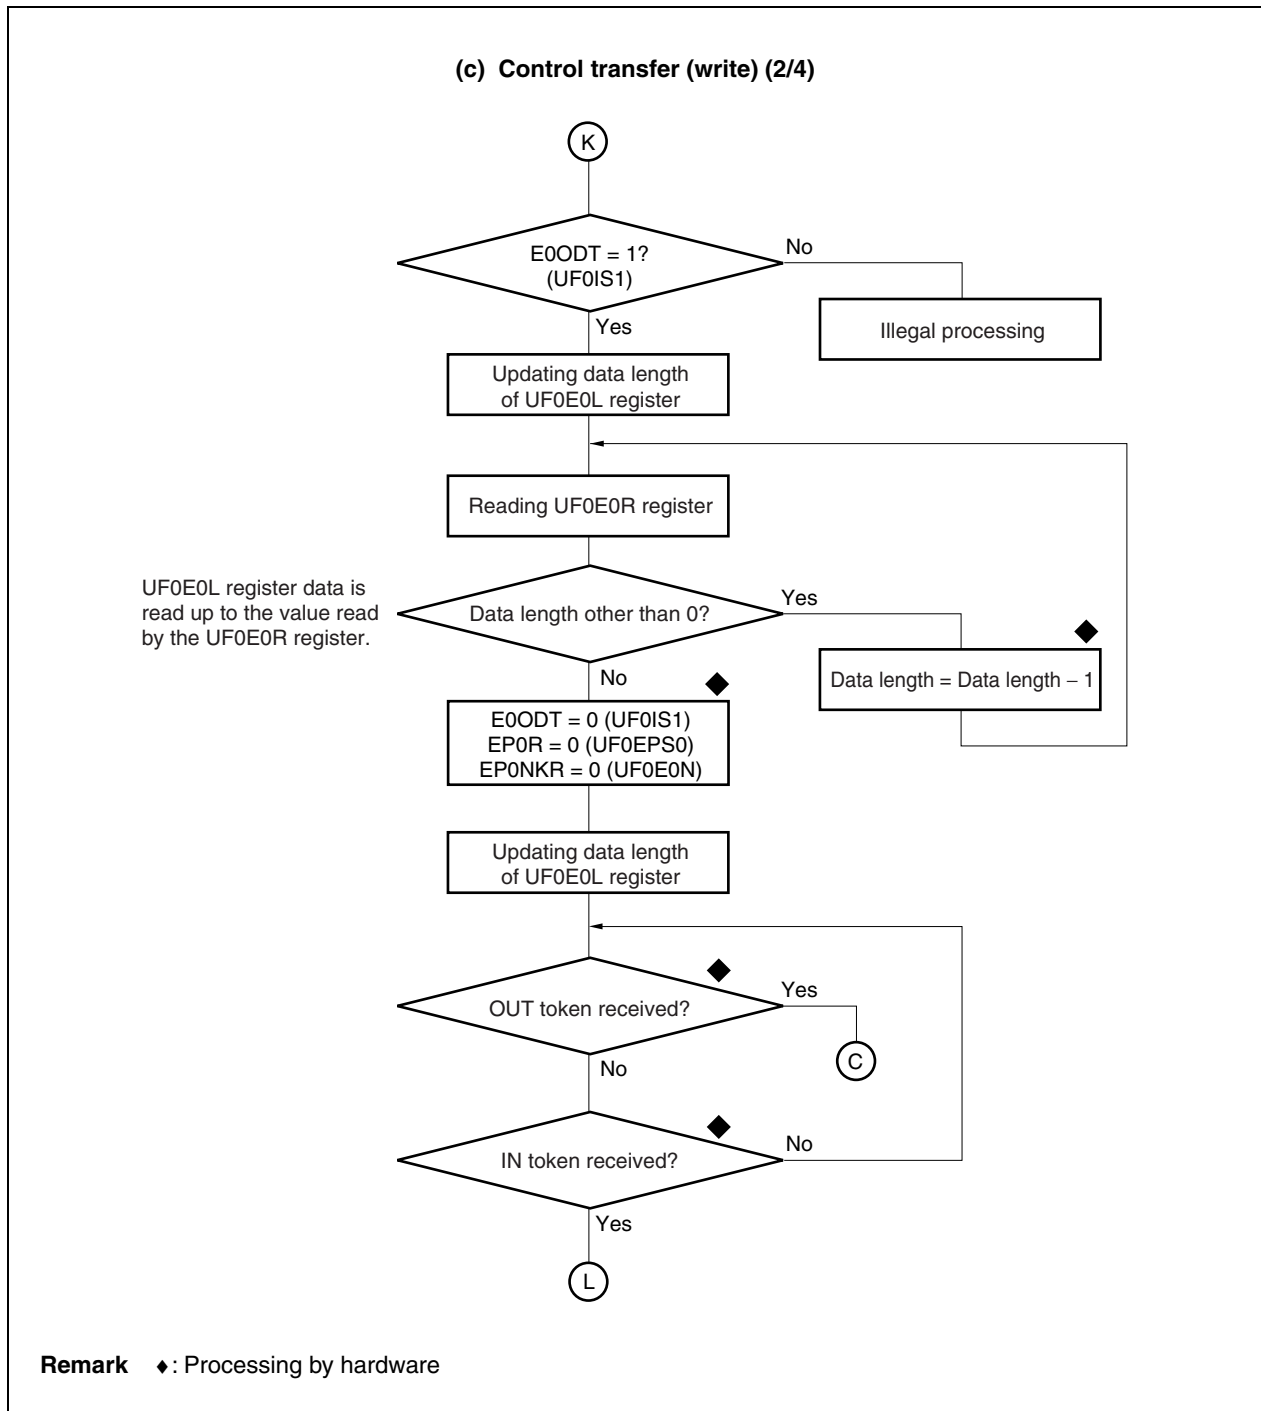 (c) Control transfer (write) (2/4)
K
E0ODT = 1?
(UF0IS1)
No
Yes
Illegal processing
Updating data length
of UF0E0L register
Reading UF0E0R register
UF0E0L register data is
read up to the value read
by the UF0E0R register.
Data length other than 0?
Yes
No
Data length = Data length − 1
E0ODT = 0 (UF0IS1)
EP0R = 0 (UF0EPS0)
EP0NKR = 0 (UF0E0N)
Updating data length
of UF0E0L register
OUT token received?
Yes
No
C
IN token received?
No
Yes
L
Remark ♦: Processing by hardware